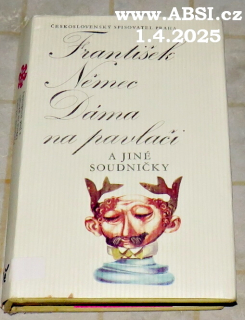 www.ABSI.cz
1.4.2025
ČESKOSLOVENSKÝ SPISOVATEL PRAHA
František
Němec
Dáma
na pavlači
A JINÉ
SOUDNIČKY